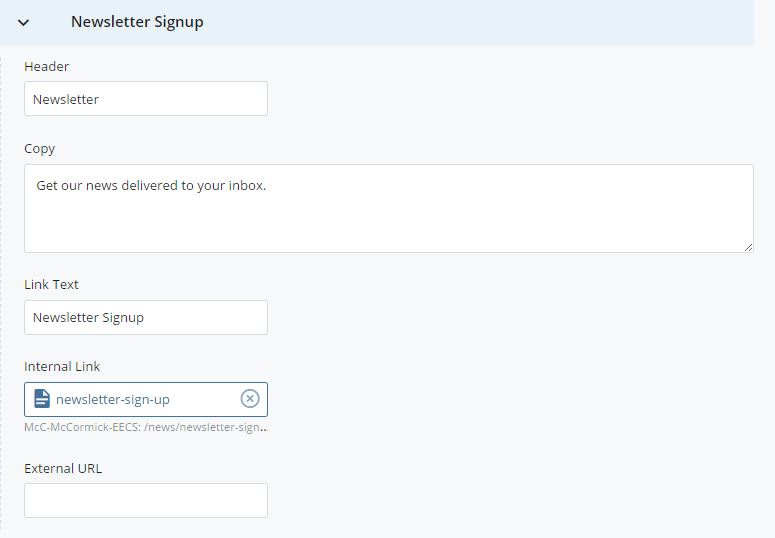 Newsletter Signup
Header
Newsletter
Copy
Get our news delivered to your inbox.
Link Text
Newsletter Signup
Internal Link
newsletter-sign-up
McC-McCormick-EECS: /news/newsletter-sign...
External URL